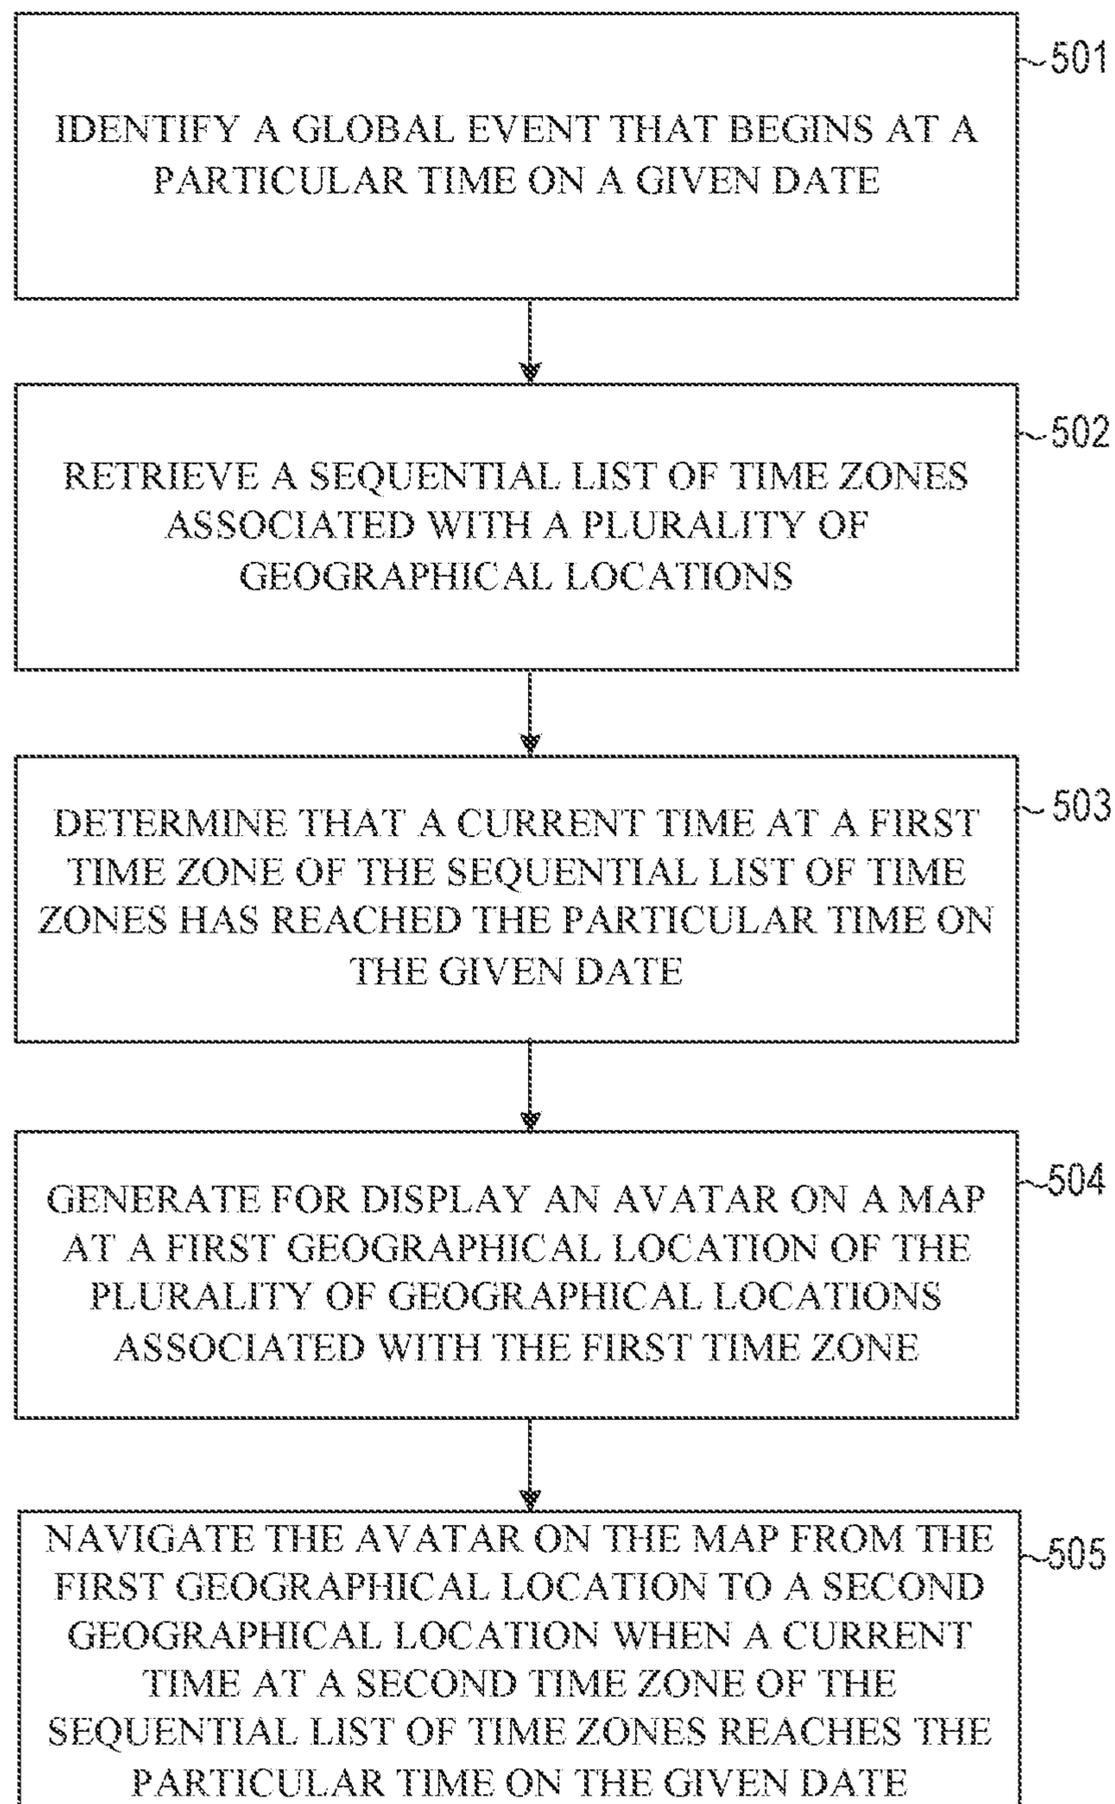 501
IDENTIFY A GLOBAL EVENT THAT BEGINS AT A
PARTICULAR TIME ON A GIVEN DATE
502
RETRIEVE A SEQUENTIAL LIST OF TIME ZONES
ASSOCIATED WITH A PLURALITY OF
GEOGRAPHICAL LOCATIONS
503
DETERMINE THAT A CURRENT TIME AT A FIRST
TIME ZONE OF THE SEQUENTIAL LIST OF TIME
ZONES HAS REACHED THE PARTICULAR TIME ON
THE GIVEN DATE
504
GENERATE FOR DISPLAY AN AVATAR ON A MAP
AT A FIRST GEOGRAPHICAL LOCATION OF THE
PLURALITY OF GEOGRAPHICAL LOCATIONS
ASSOCIATED WITH THE FIRST TIME ZONE
505
NAVIGATE THE AVATAR ON THE MAP FROM THE
FIRST GEOGRAPHICAL LOCATION TO A SECOND
GEOGRAPHICAL LOCATION WHEN A CURRENT
TIME AT A SECOND TIME ZONE OF THE
SEQUENTIAL LIST OF TIME ZONES REACHES THE
PARTICULAR TIME ON THE GIVEN DATE